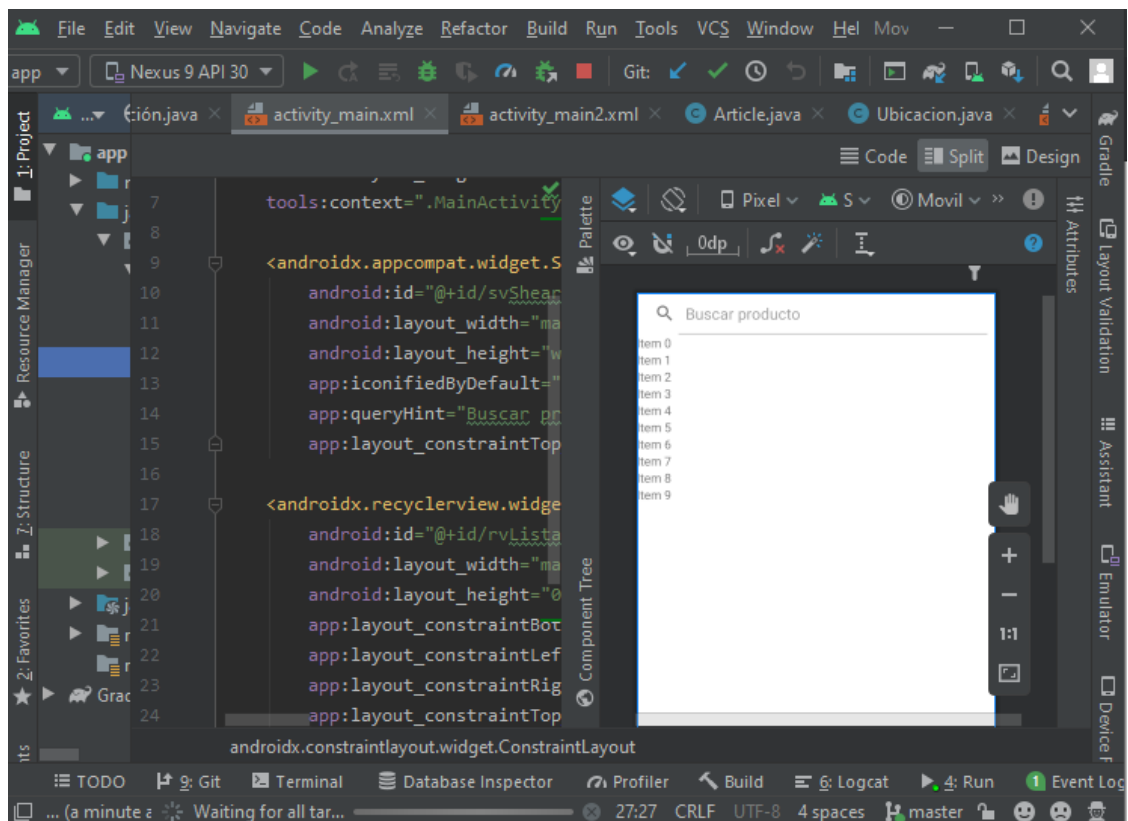 File Edit View Navigate Code Analyze Refactor Build Run Tools VCS Window Hel Mov
app Nexus 9 API 30 Git:
ción.java activity_main.xml activity_main2.xml Article.java Ubicacion.java
Code Split Design
1: Project
Resource Manager
7: Structure
2: Favorites
app
Grad
7 tools:context=".MainActivity
8
9 <androidx.appcompat.widget.S
10 android:id="@+id/svShear
11 android:layout_width="ma
12 android:layout_height="w
13 app:iconifiedByDefault="
14 app:queryHint="Buscar pr
15 app:layout_constraintTop
16
17 <androidx.recyclerview.widge
18 android:id="@+id/rvLista
19 android:layout_width="ma
20 android:layout_height="0
21 app:layout_constraintBot
22 app:layout_constraintLef
23 app:layout_constraintRig
24 app:layout_constraintTop
Palette
Component Tree
Pixel S Movil
0dp
Buscar producto
Item 0
Item 1
Item 2
Item 3
Item 4
Item 5
Item 6
Item 7
Item 8
Item 9
1:1
Attributes
Gradle
Layout Validation
Assistant
Emulator
Device F
androidx.constraintlayout.widget.ConstraintLayout
TODO 9: Git Terminal Database Inspector Profiler Build 6: Logcat 4: Run 1 Event Log
... (a minute a Waiting for all tar... 27:27 CRLF UTF-8 4 spaces master